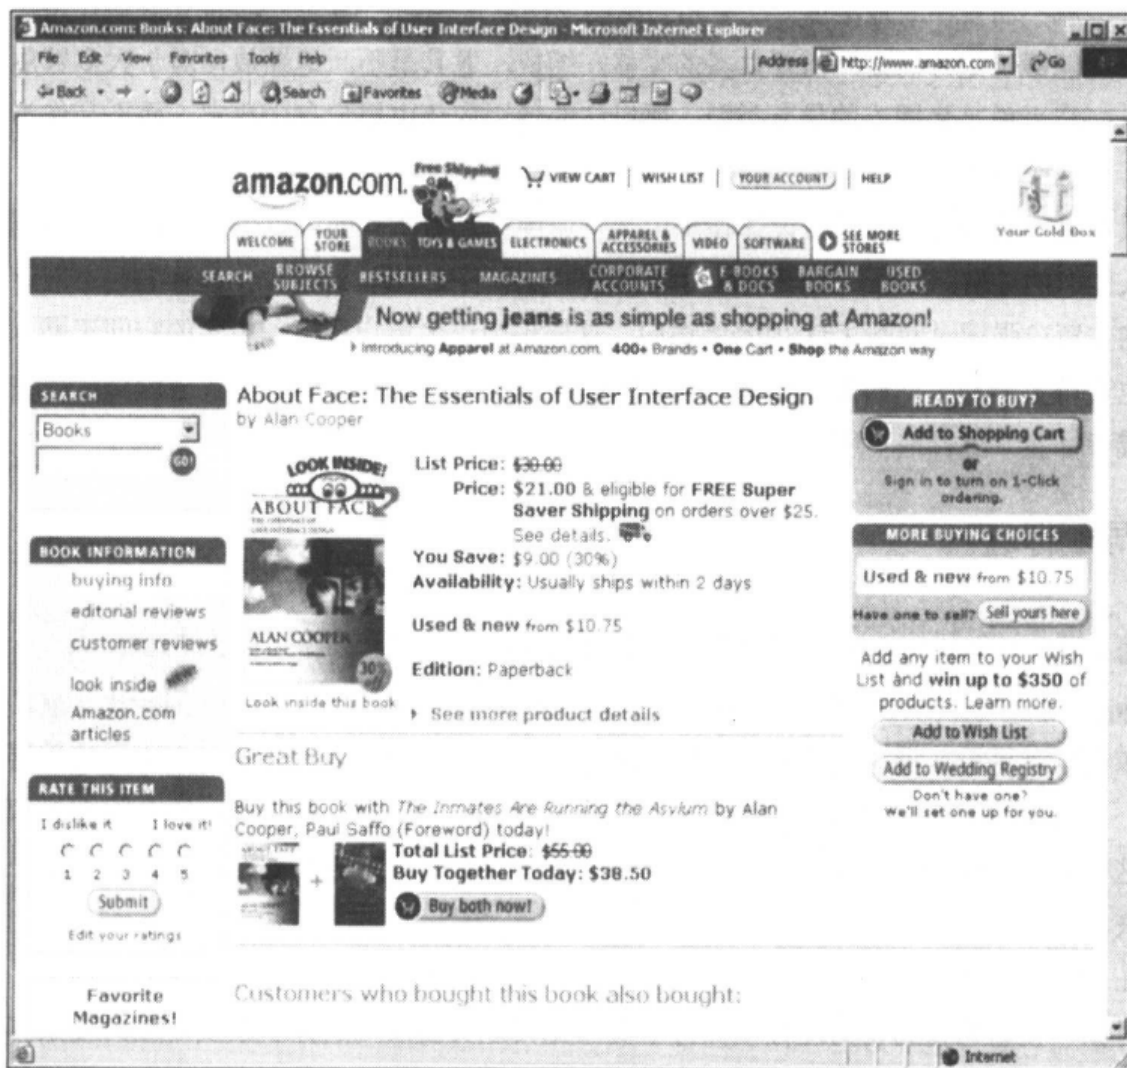 Amazon.com: Books: About Face: The Essentials of User Interface Design - Microsoft Internet Explorer
File Edit View Favorites Tools Help
Address http://www.amazon.com Go
Back Search Favorites Media
amazon.com.
Free Shipping
VIEW CART | WISH LIST | YOUR ACCOUNT | HELP
Your Gold Box
WELCOME
YOUR STORE
BOOKS
TOYS & GAMES
ELECTRONICS
APPAREL & ACCESSORIES
VIDEO
SOFTWARE
SEE MORE STORES
SEARCH
BROWSE SUBJECTS
BESTSELLERS
MAGAZINES
CORPORATE ACCOUNTS
E-BOOKS & DOCS
BARGAIN BOOKS
USED BOOKS
Now getting jeans is as simple as shopping at Amazon!
Introducing Apparel at Amazon.com. 400+ Brands • One Cart • Shop the Amazon way
SEARCH
Books
GO!
BOOK INFORMATION
buying info
editorial reviews
customer reviews
look inside
Amazon.com
articles
RATE THIS ITEM
I dislike it I love it!
1 2 3 4 5
Submit
Edit your ratings
Favorite
Magazines!
About Face: The Essentials of User Interface Design
by Alan Cooper
LOOK INSIDE!
ABOUT FACE
THE ESSENTIALS OF
USER INTERFACE DESIGN
ALAN COOPER
30%
Look inside this book
List Price: $30.00
Price: $21.00 & eligible for FREE Super
Saver Shipping on orders over $25.
See details.
You Save: $9.00 (30%)
Availability: Usually ships within 2 days
Used & new from $10.75
Edition: Paperback
See more product details
Great Buy
Buy this book with The Inmates Are Running the Asylum by Alan
Cooper, Paul Saffo (Foreword) today!
ABOUT FACE
+
Total List Price: $55.00
Buy Together Today: $38.50
Buy both now!
Customers who bought this book also bought:
READY TO BUY?
Add to Shopping Cart
or
Sign in to turn on 1-Click
ordering.
MORE BUYING CHOICES
Used & new from $10.75
Have one to sell? Sell yours here
Add any item to your Wish
List and win up to $350 of
products. Learn more.
Add to Wish List
Add to Wedding Registry
Don't have one?
We'll set one up for you.
Internet